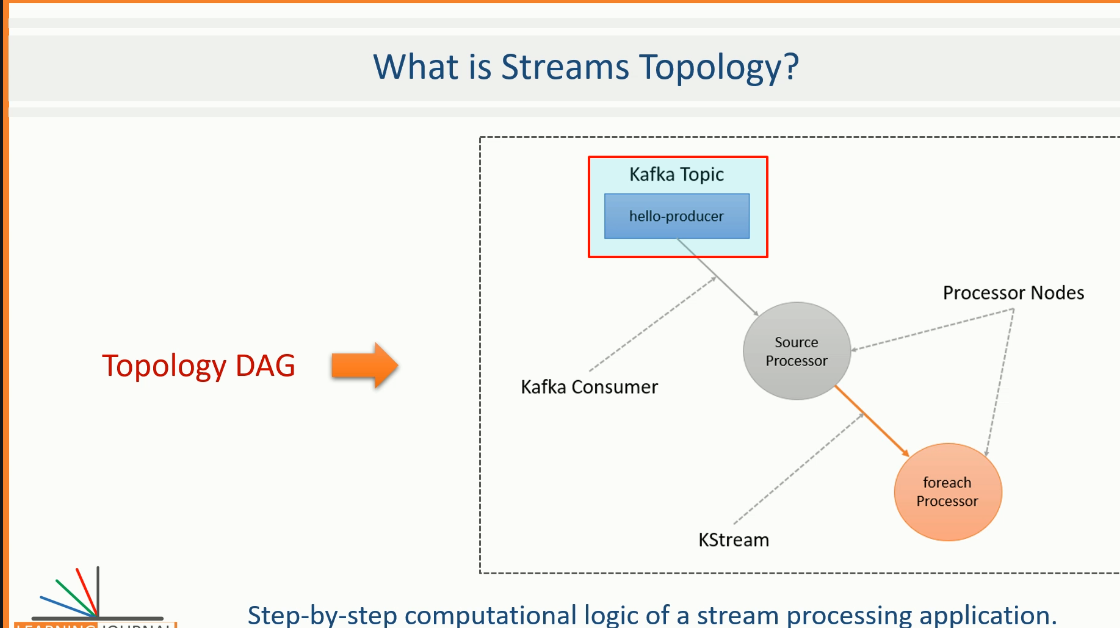 What is Streams Topology?
Kafka Topic
hello-producer
Processor Nodes
Source
Processor
Topology DAG
Kafka Consumer
foreach
Processor
KStream
Step-by-step computational logic of a stream processing application.
LEARNING JOURNAL